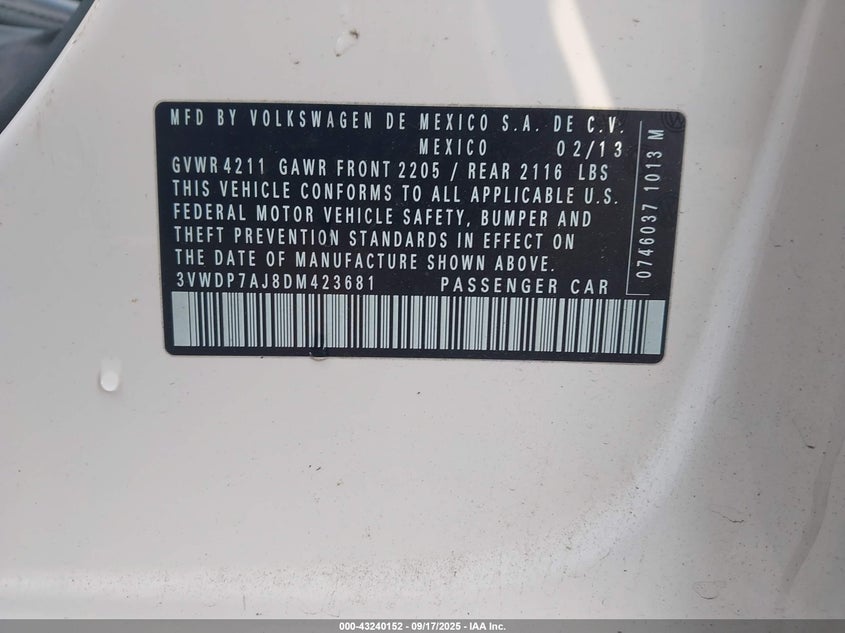 MFD BY VOLKSWAGEN DE MEXICO S.A. DE C.V.
MEXICO 02/13
GVWR 4211 GAWR FRONT 2205 / REAR 2116 LBS
THIS VEHICLE CONFORMS TO ALL APPLICABLE U.S.
FEDERAL MOTOR VEHICLE SAFETY, BUMPER AND
THEFT PREVENTION STANDARDS IN EFFECT ON
THE DATE OF MANUFACTURE SHOWN ABOVE.
3VWDP7AJ8DM423681 PASSENGER CAR
0746037 1013 M
000-43240152 - 09/17/2025 - IAA Inc.